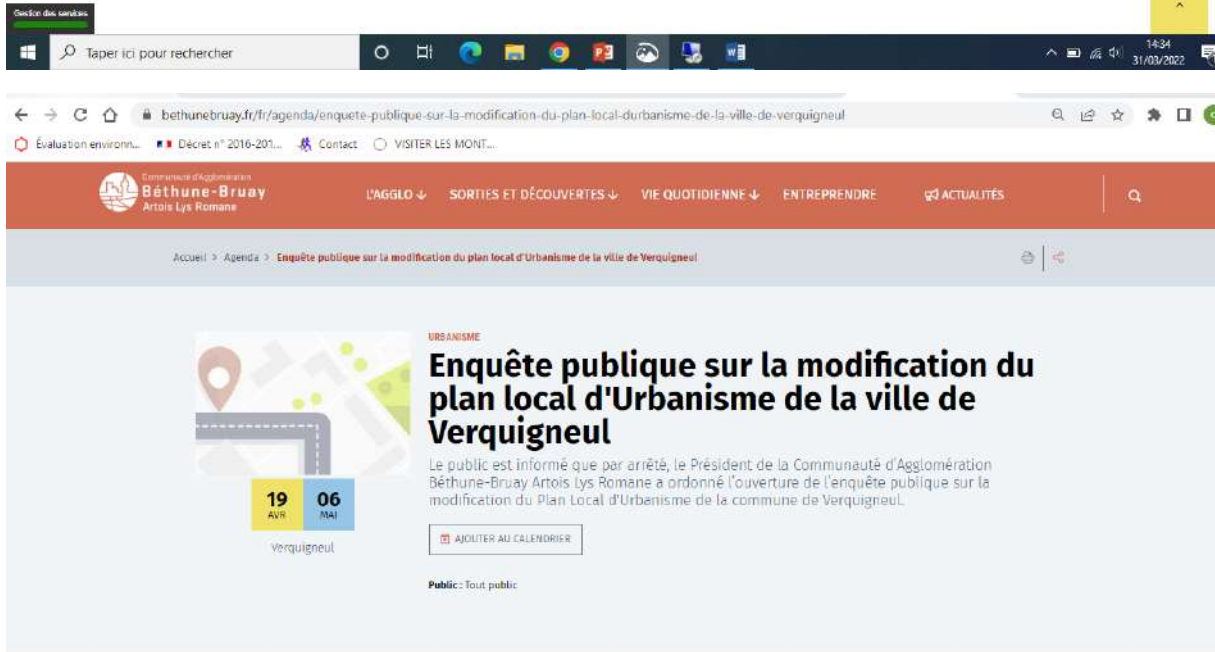 Gestion des services
Taper ici pour rechercher
14:34
31/03/2022
bethunebruay.fr/fr/agenda/enquete-publique-sur-la-modification-du-plan-local-durbanisme-de-la-ville-de-verquigneul
Évaluation environn... Décret n° 2016-201... Contact VISITER LES MONT...
Communauté d'Agglomération
Béthune-Bruay
Artois Lys Romane
L'AGGLO SORTIES ET DÉCOUVERTES VIE QUOTIDIENNE ENTREPRENDRE ACTUALITÉS
Accueil > Agenda > Enquête publique sur la modification du plan local d'Urbanisme de la ville de Verquigneul
URBANISME
Enquête publique sur la modification du
plan local d'Urbanisme de la ville de
Verquigneul
Le public est informé que par arrêté, le Président de la Communauté d'Agglomération
Béthune-Bruay Artois Lys Romane a ordonné l'ouverture de l'enquête publique sur la
modification du Plan Local d'Urbanisme de la commune de Verquigneul.
19 06
AVR MAI
Verquigneul
AJOUTER AU CALENDRIER
Public : Tout public